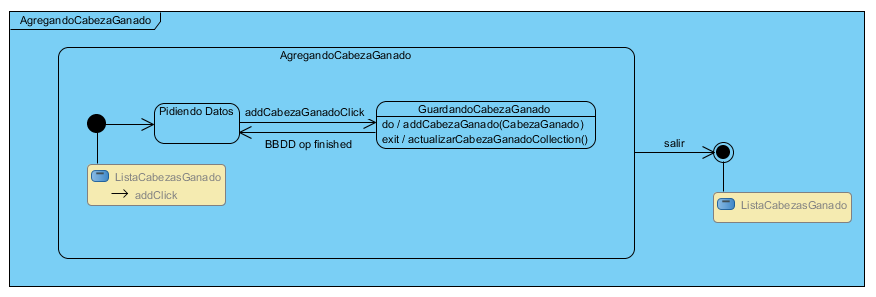 AgregandoCabezaGanado
AgregandoCabezaGanado
Pidiendo Datos
addCabezaGanadoClick
BBDD op finished
GuardandoCabezaGanado
do / addCabezaGanado(CabezaGanado)
exit / actualizarCabezaGanadoCollection()
salir
ListaCabezasGanado
addClick
ListaCabezasGanado